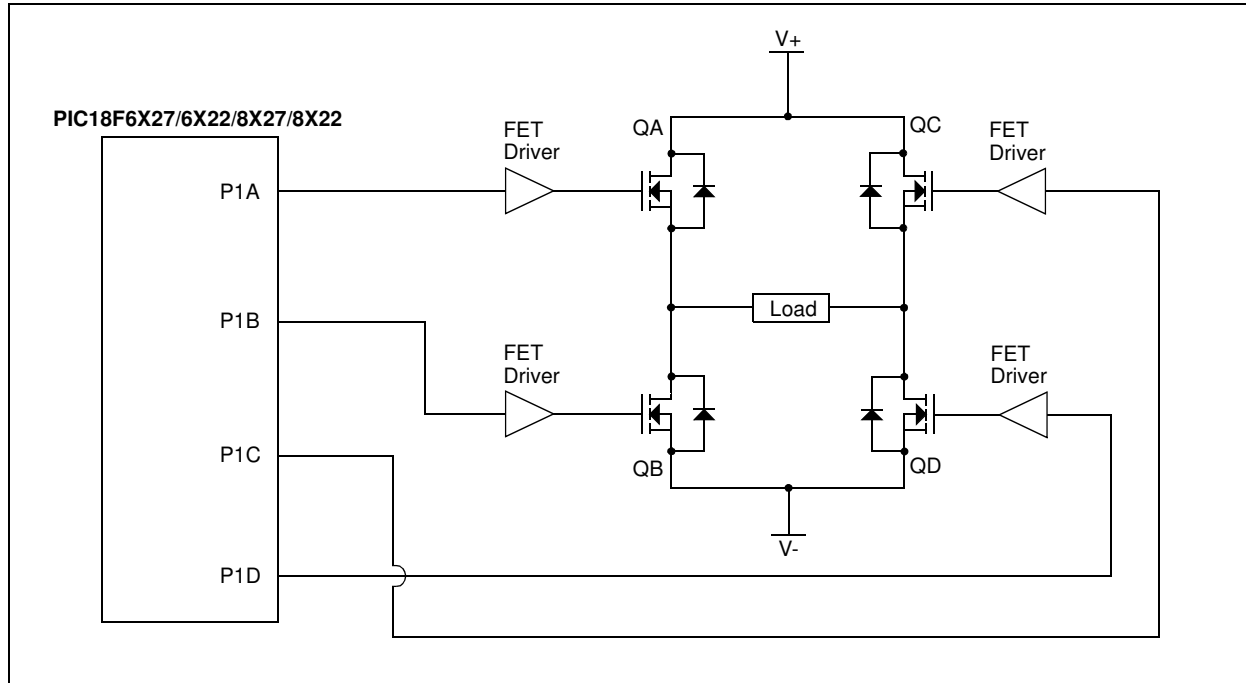 V+
PIC18F6X27/6X22/8X27/8X22
FET
Driver
QA
QC
FET
Driver
P1A
P1B
Load
FET
Driver
FET
Driver
P1C
QB
QD
V-
P1D